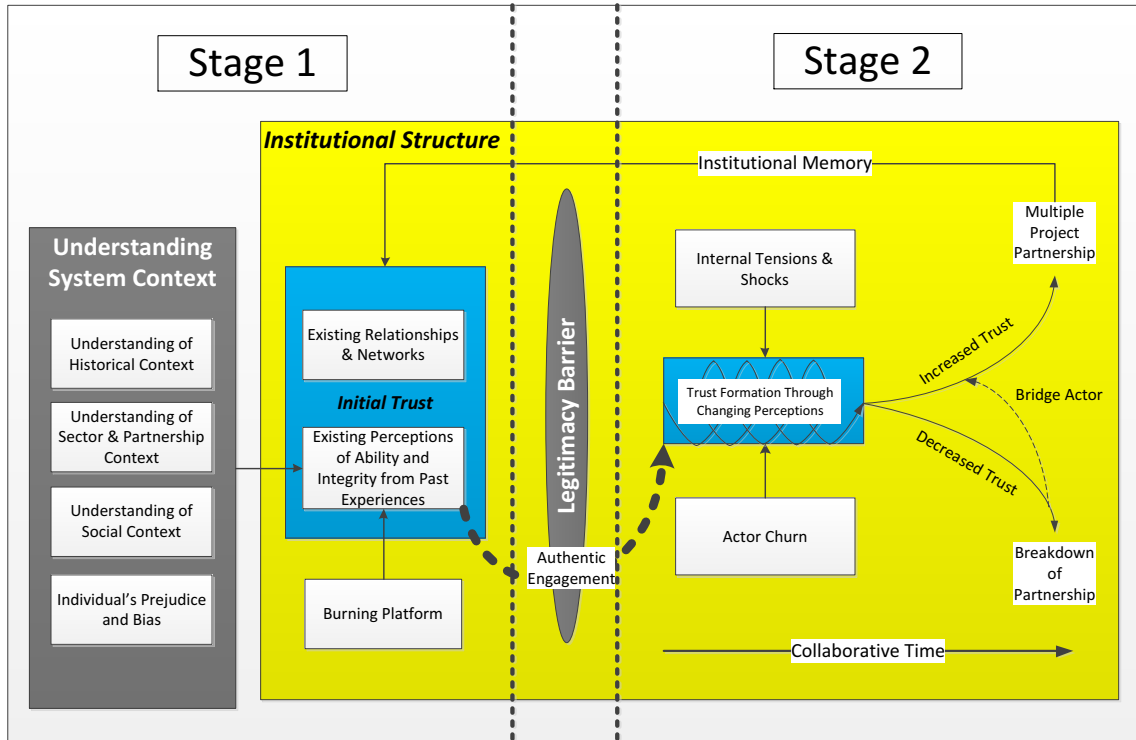 Stage 1
Stage 2
Institutional Structure
Institutional Memory
Understanding
System Context
Understanding of
Historical Context
Understanding of
Sector & Partnership
Context
Understanding of
Social Context
Individual's Prejudice
and Bias
Existing Relationships
& Networks
Initial Trust
Existing Perceptions
of Ability and
Integrity from Past
Experiences
Burning Platform
Legitimacy Barrier
Authentic
Engagement
Internal Tensions &
Shocks
Trust Formation Through
Changing Perceptions
Actor Churn
Multiple
Project
Partnership
Increased Trust
Bridge Actor
Decreased Trust
Breakdown
of
Partnership
Collaborative Time